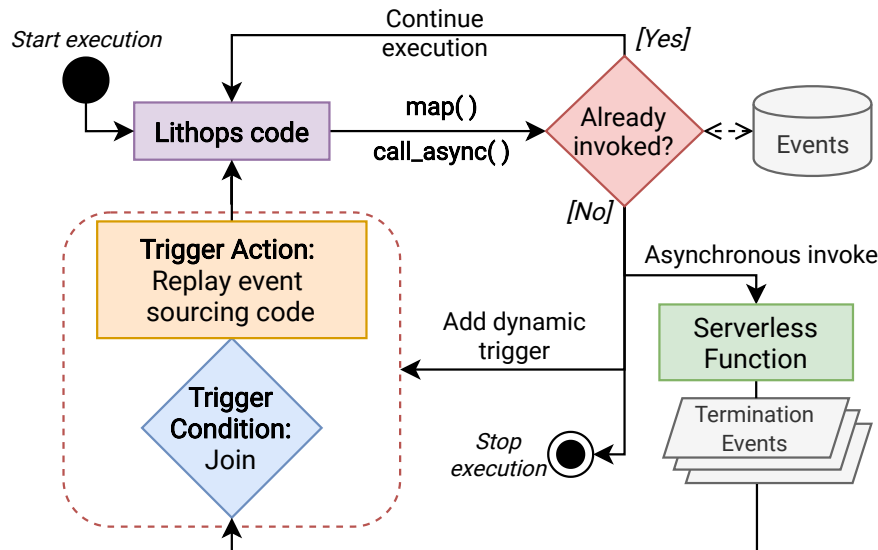 Start execution
Continue
execution
[Yes]
Lithops code
map( )
call_async( )
Already
invoked?
Events
[No]
Trigger Action:
Replay event
sourcing code
Asynchronous invoke
Add dynamic
trigger
Serverless
Function
Trigger
Condition:
Join
Termination
Events
Stop
execution